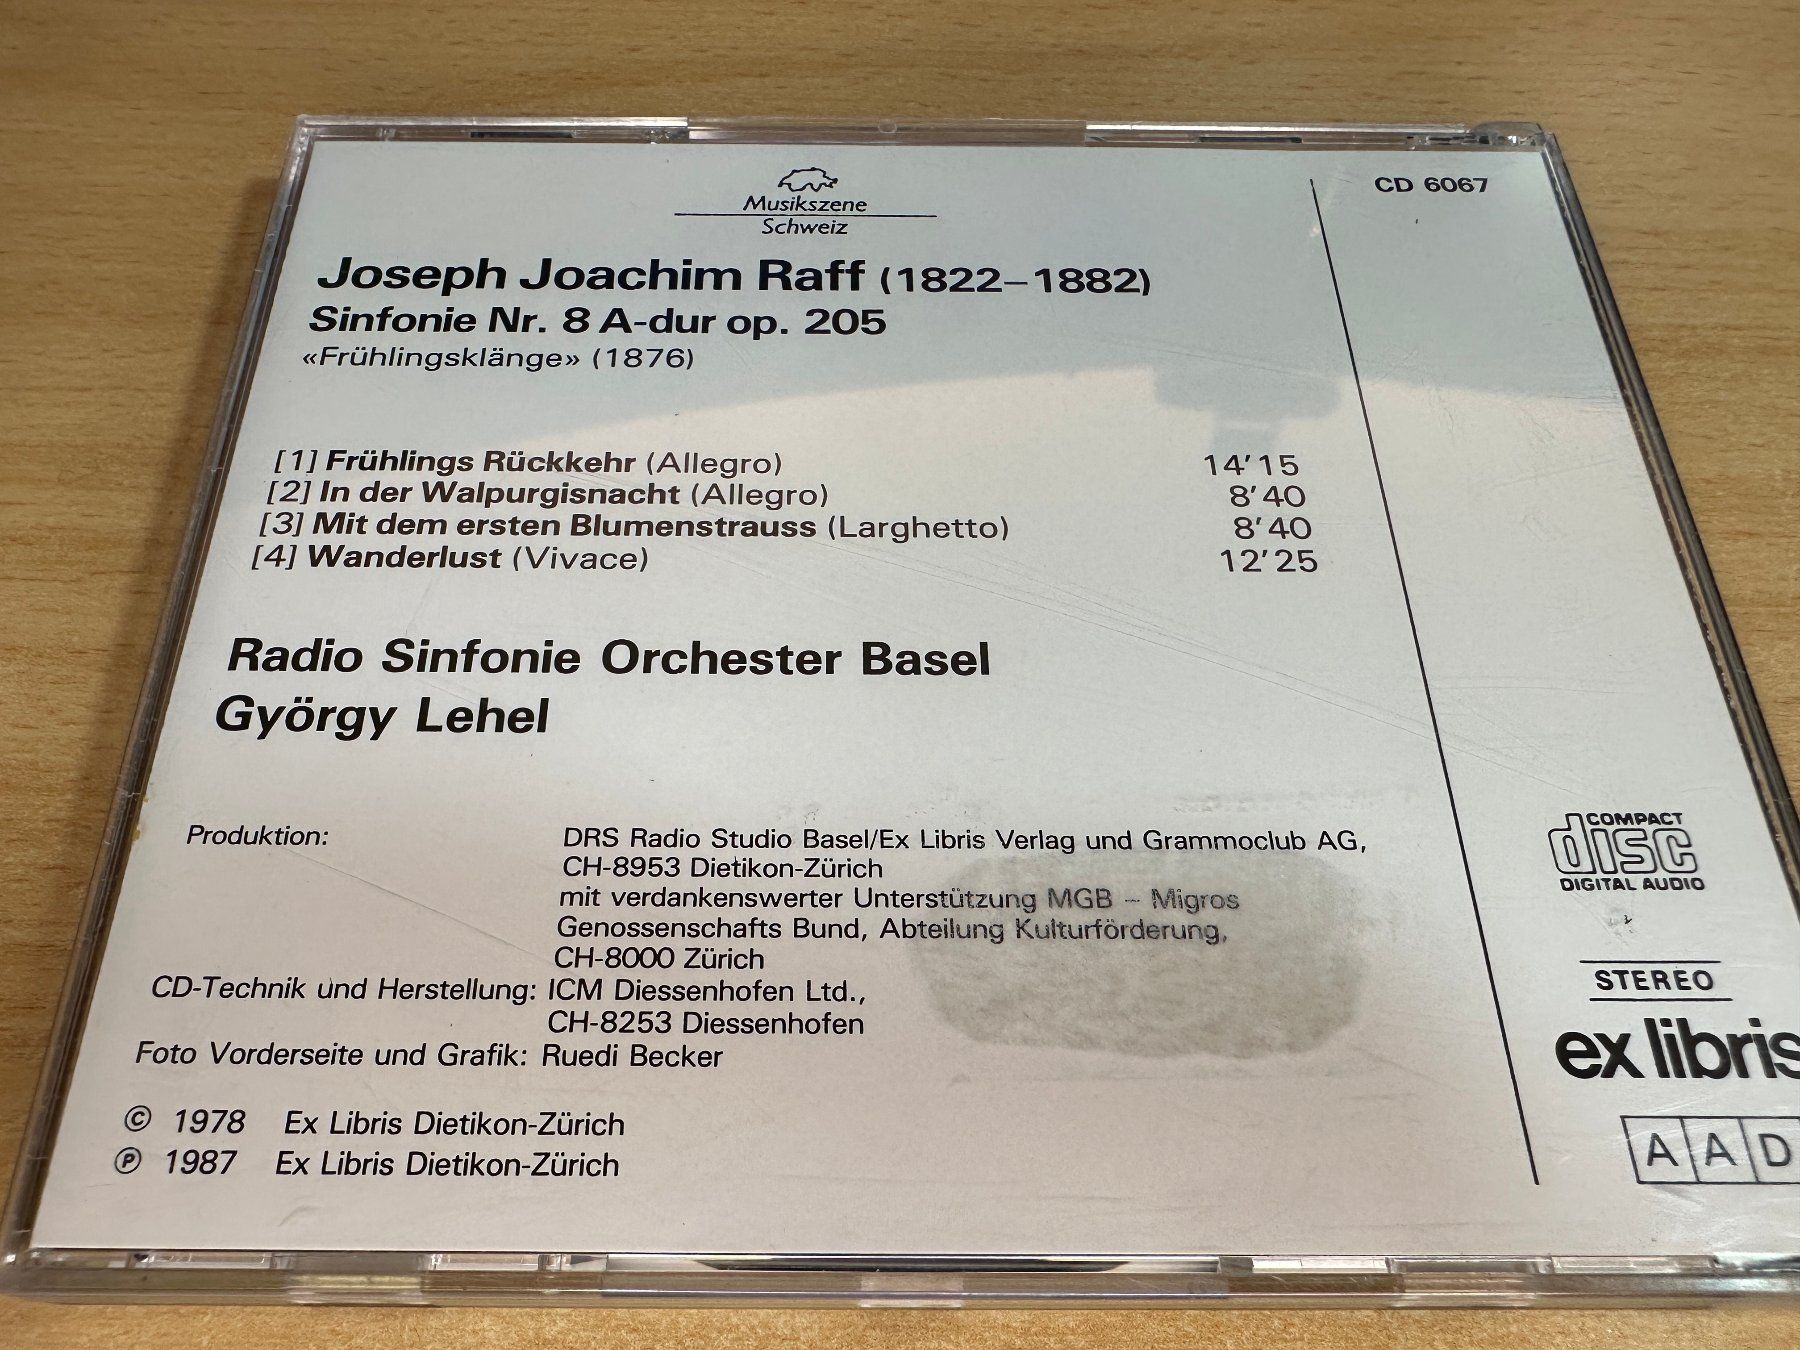 Musikszene
Schweiz
CD 6067
Joseph Joachim Raff (1822–1882)
Sinfonie Nr. 8 A-dur op. 205
«Frühlingsklänge» (1876)
[1] Frühlings Rückkehr (Allegro) 14'15
[2] In der Walpurgisnacht (Allegro) 8'40
[3] Mit dem ersten Blumenstrauss (Larghetto) 8'40
[4] Wanderlust (Vivace) 12'25
Radio Sinfonie Orchester Basel
György Lehel
Produktion: DRS Radio Studio Basel/Ex Libris Verlag und Grammoclub AG,
CH-8953 Dietikon-Zürich
mit verdankenswerter Unterstützung MGB – Migros
Genossenschafts Bund, Abteilung Kulturförderung,
CH-8000 Zürich
CD-Technik und Herstellung: ICM Diessenhofen Ltd.,
CH-8253 Diessenhofen
Foto Vorderseite und Grafik: Ruedi Becker
© 1978 Ex Libris Dietikon-Zürich
℗ 1987 Ex Libris Dietikon-Zürich
COMPACT
disc
DIGITAL AUDIO
STEREO
ex libris
AAD